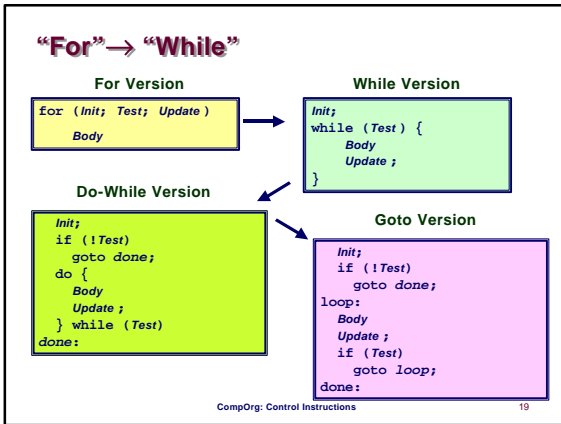 “For”→ “While”
For Version
for (Init; Test; Update )
Body
While Version
Init;
while (Test ) {
Body
Update ;
}
Do-While Version
Init;
if (!Test)
goto done;
do {
Body
Update ;
} while (Test)
done:
Goto Version
Init;
if (!Test)
goto done;
loop:
Body
Update ;
if (Test)
goto loop;
done:
CompOrg: Control Instructions
19